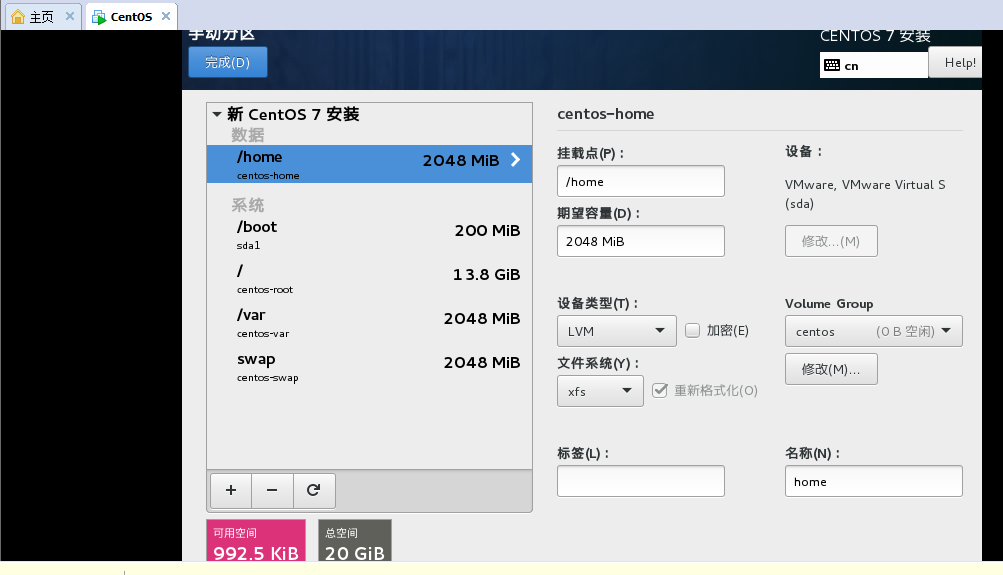 主页
CentOS
手动分区
CENTOS 7 安装
完成(D)
cn
Help!
新 CentOS 7 安装
数据
/home
2048 MiB
centos-home
系统
/boot
200 MiB
sda1
/
13.8 GiB
centos-root
/var
2048 MiB
centos-var
swap
2048 MiB
centos-swap
+ −
可用空间
992.5 KiB
总空间
20 GiB
centos-home
挂载点(P)：
/home
期望容量(D)：
2048 MiB
设备：
VMware, VMware Virtual S
(sda)
修改...(M)
设备类型(T)：
LVM
加密(E)
Volume Group
centos (0 B 空闲)
修改(M)...
文件系统(Y)：
xfs
重新格式化(O)
标签(L)：
名称(N)：
home